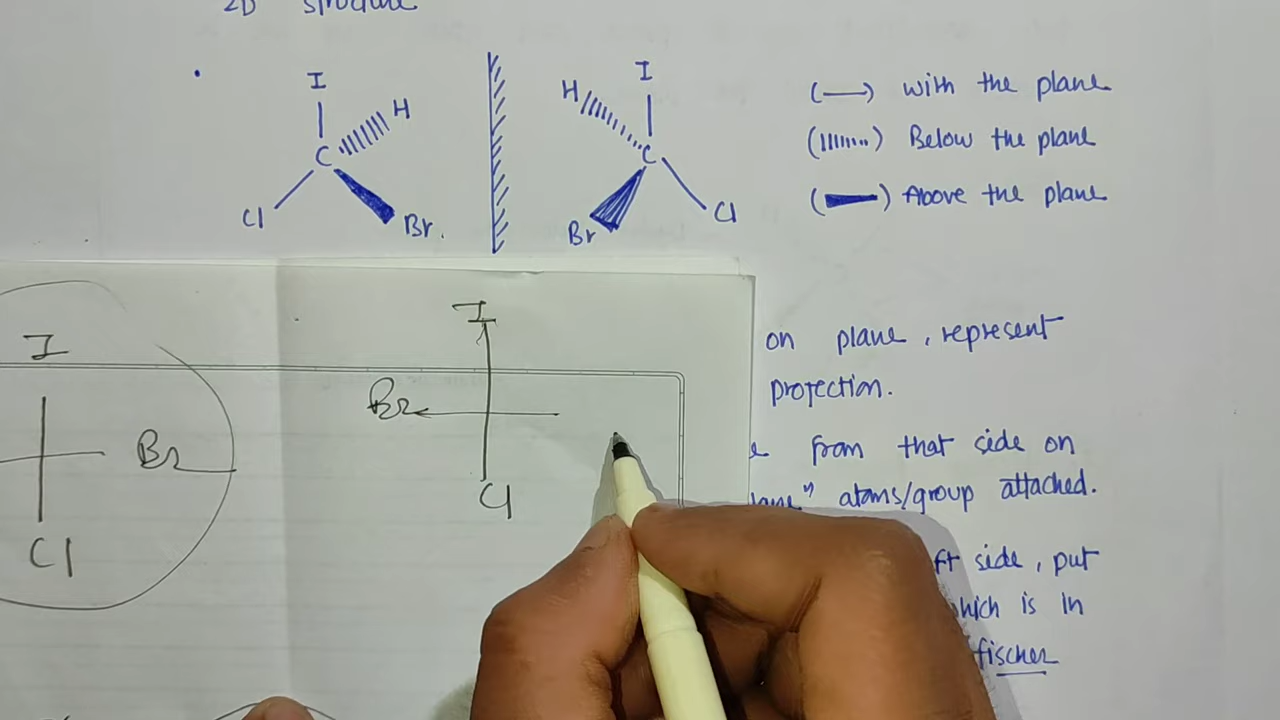 2D structure
I
H
C
Cl
Br.
I
H
C
Br
Cl
(—) with the plane
(ııııııı) Below the plane
(▬) Above the plane
on plane, represent
projection.
from that side on
atoms/group attached.
side, put
which is in
fischer
I
Br
Cl
I
Br
Cl